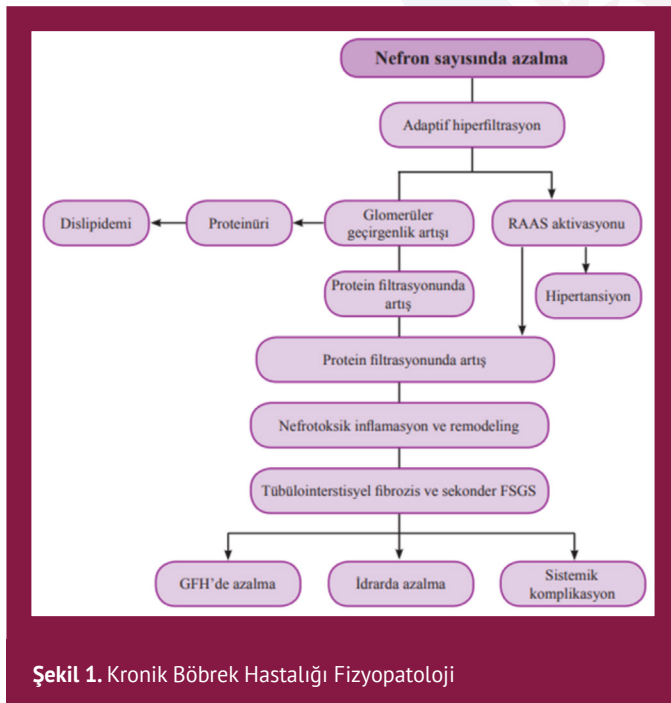 Nefron sayısında azalma
Adaptif hiperfiltrasyon
Dislipidemi
Proteinüri
Glomerüler
geçirgenlik artışı
RAAS aktivasyonu
Protein filtrasyonunda
artış
Hipertansiyon
Protein filtrasyonunda artış
Nefrotoksik inflamasyon ve remodeling
Tübülointerstisyel fibrozis ve sekonder FSGS
GFH’de azalma
İdrarda azalma
Sistemik
komplikasyon
Şekil 1. Kronik Böbrek Hastalığı Fizyopatoloji